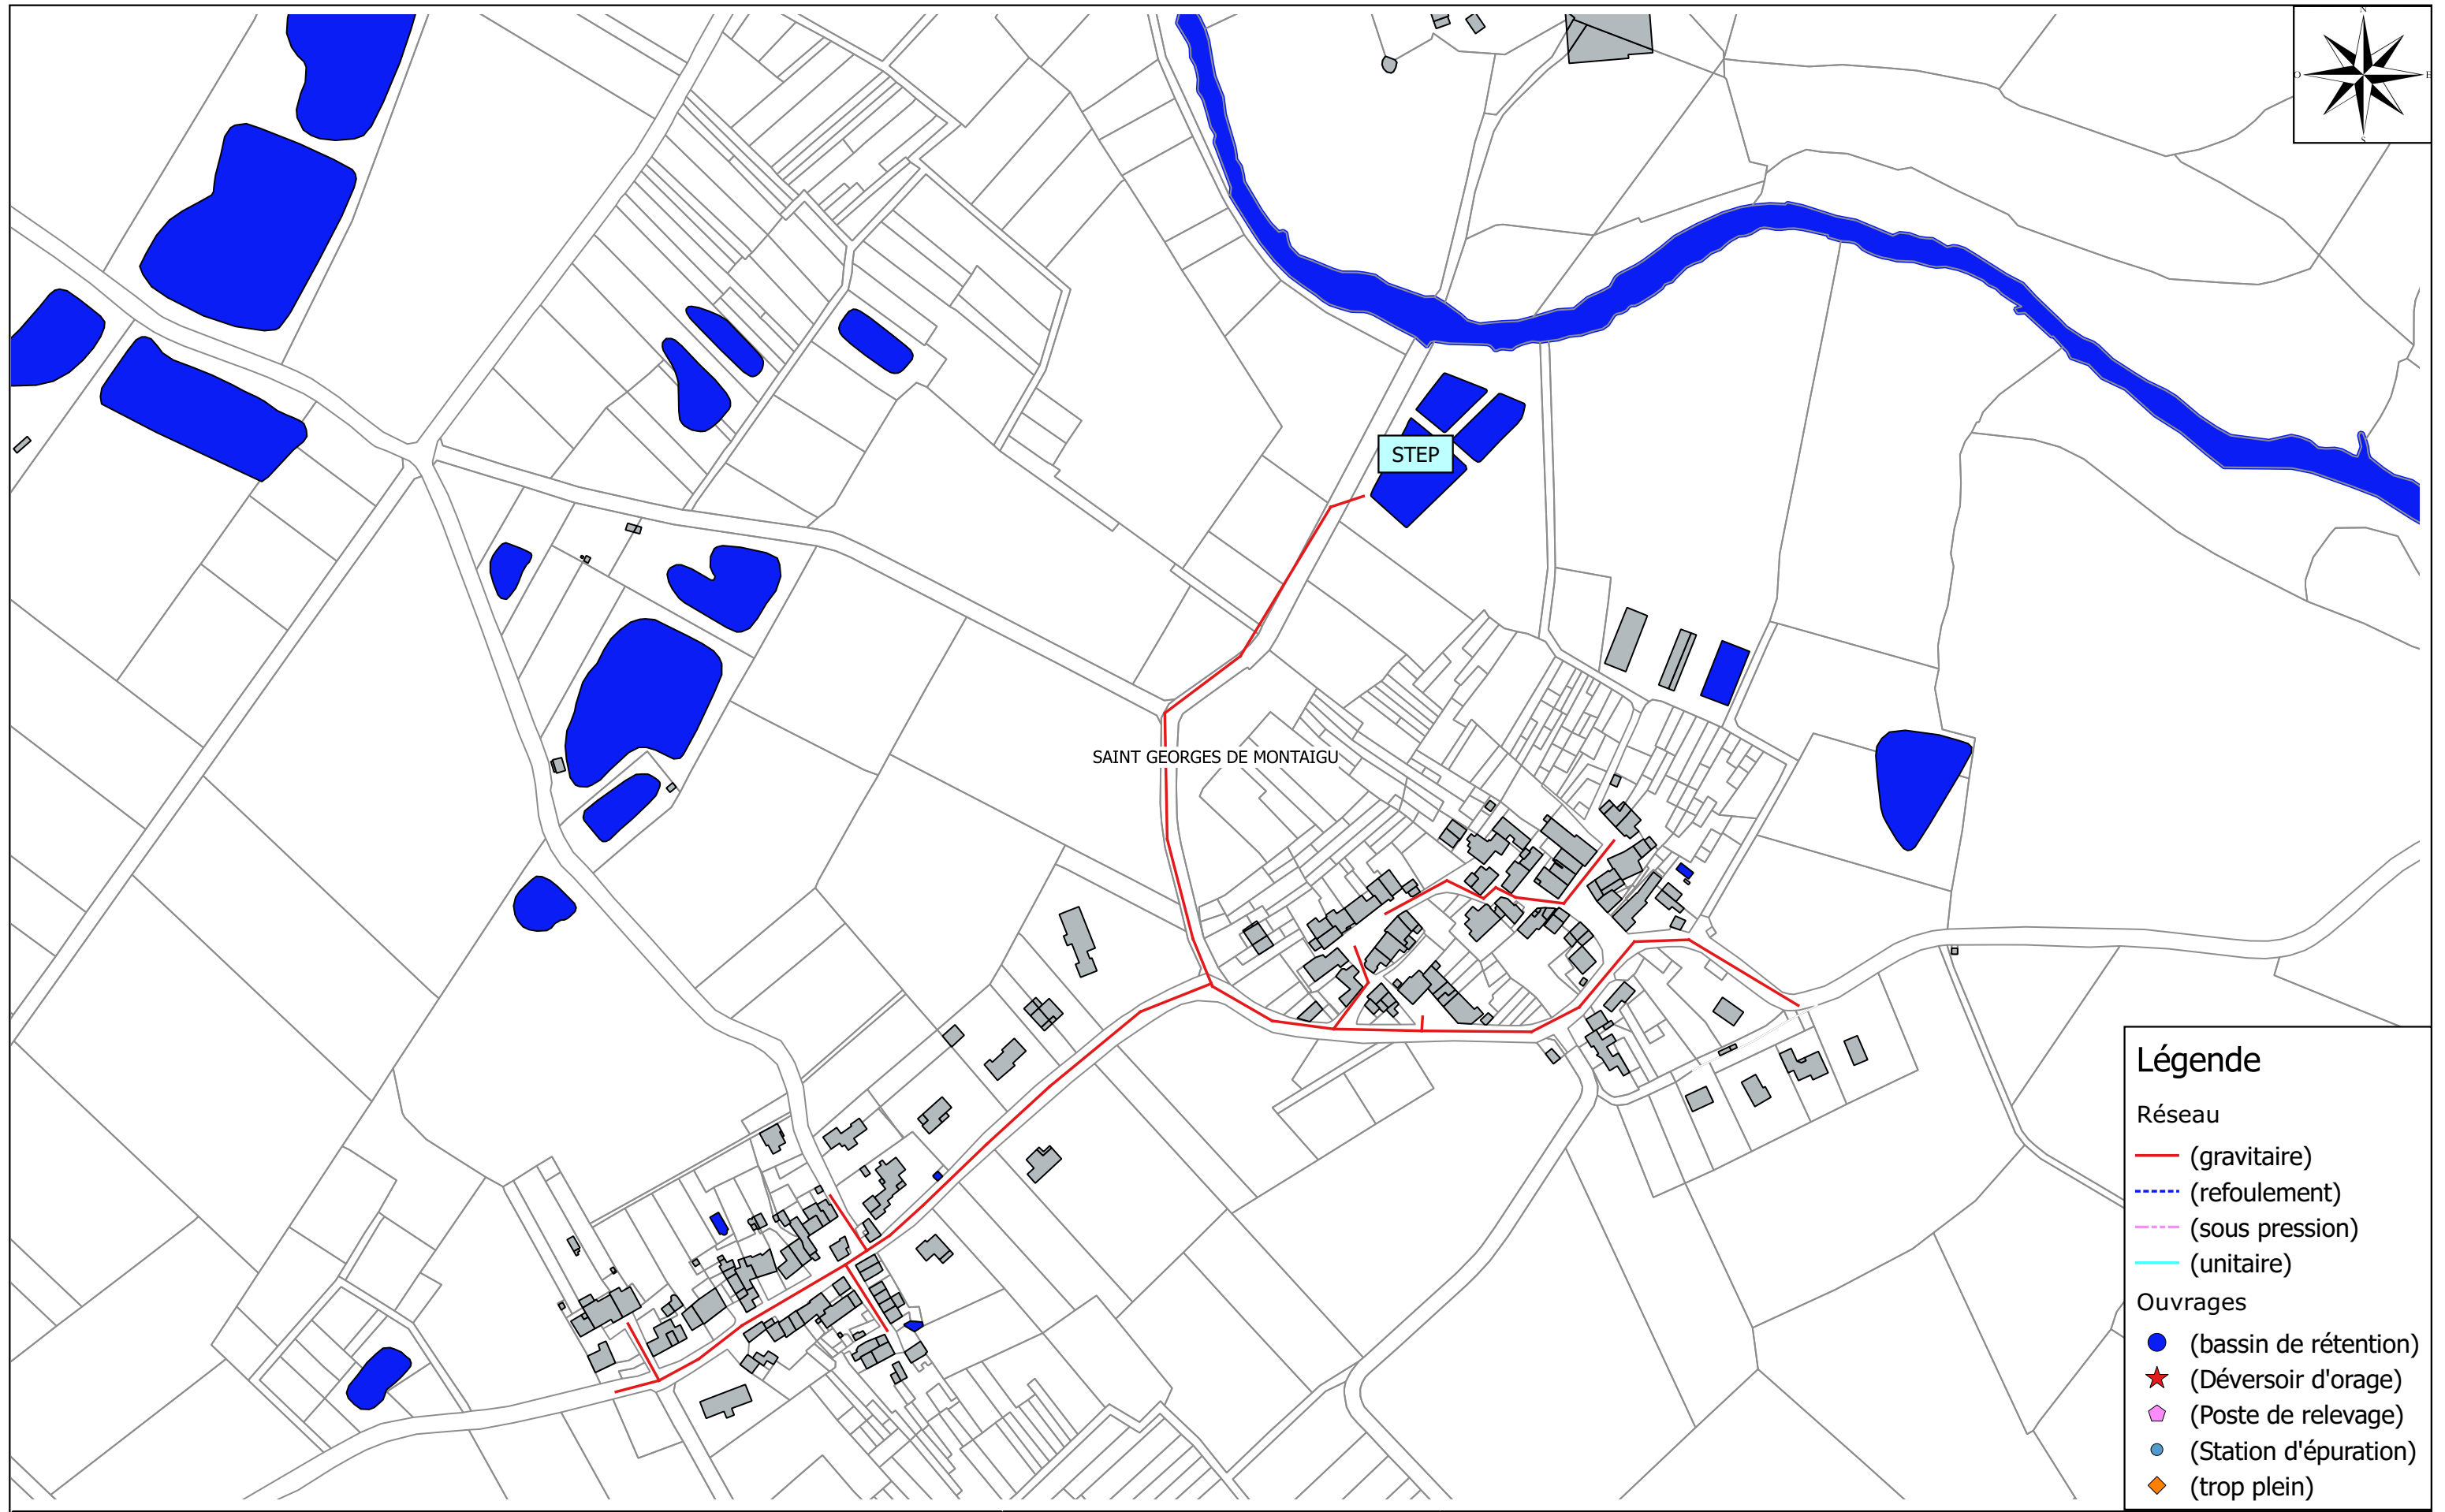 N
O
E
S
STEP
SAINT GEORGES DE MONTAIGU
Légende
Réseau
(gravitaire)
(refoulement)
(sous pression)
(unitaire)
Ouvrages
(bassin de rétention)
(Déversoir d'orage)
(Poste de relevage)
(Station d'épuration)
(trop plein)